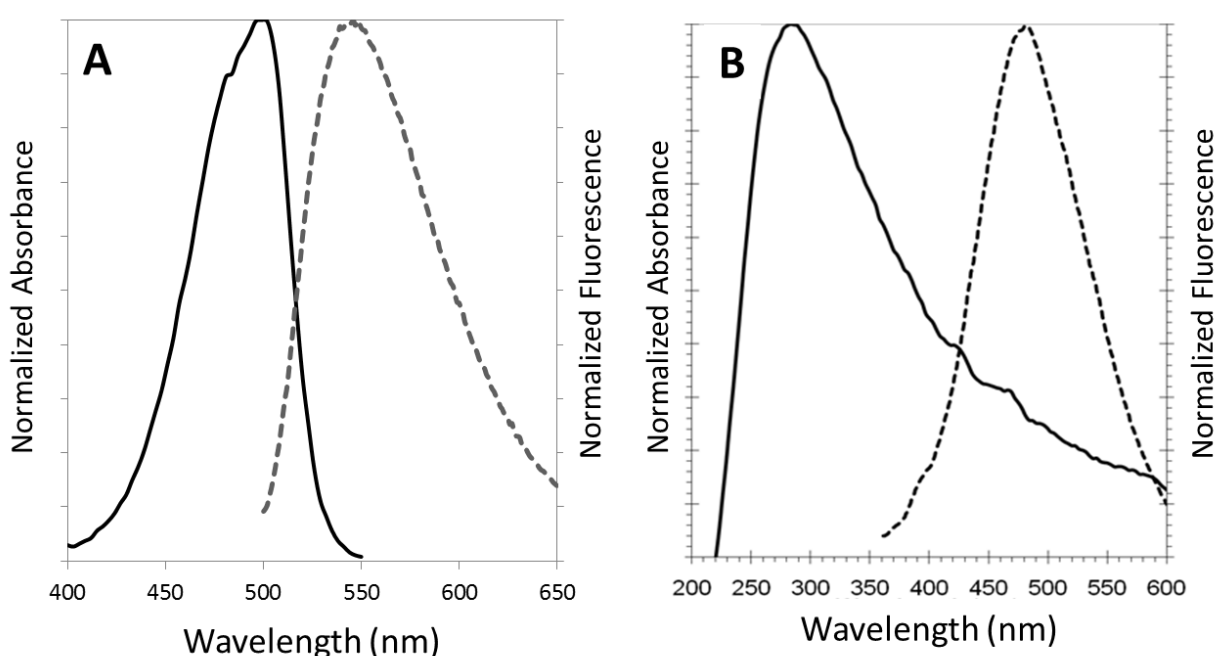 A
Normalized Absorbance
Normalized Fluorescence
400 450 500 550 600 650
Wavelength (nm)
B
Normalized Absorbance
Normalized Fluorescence
200 250 300 350 400 450 500 550 600
Wavelength (nm)